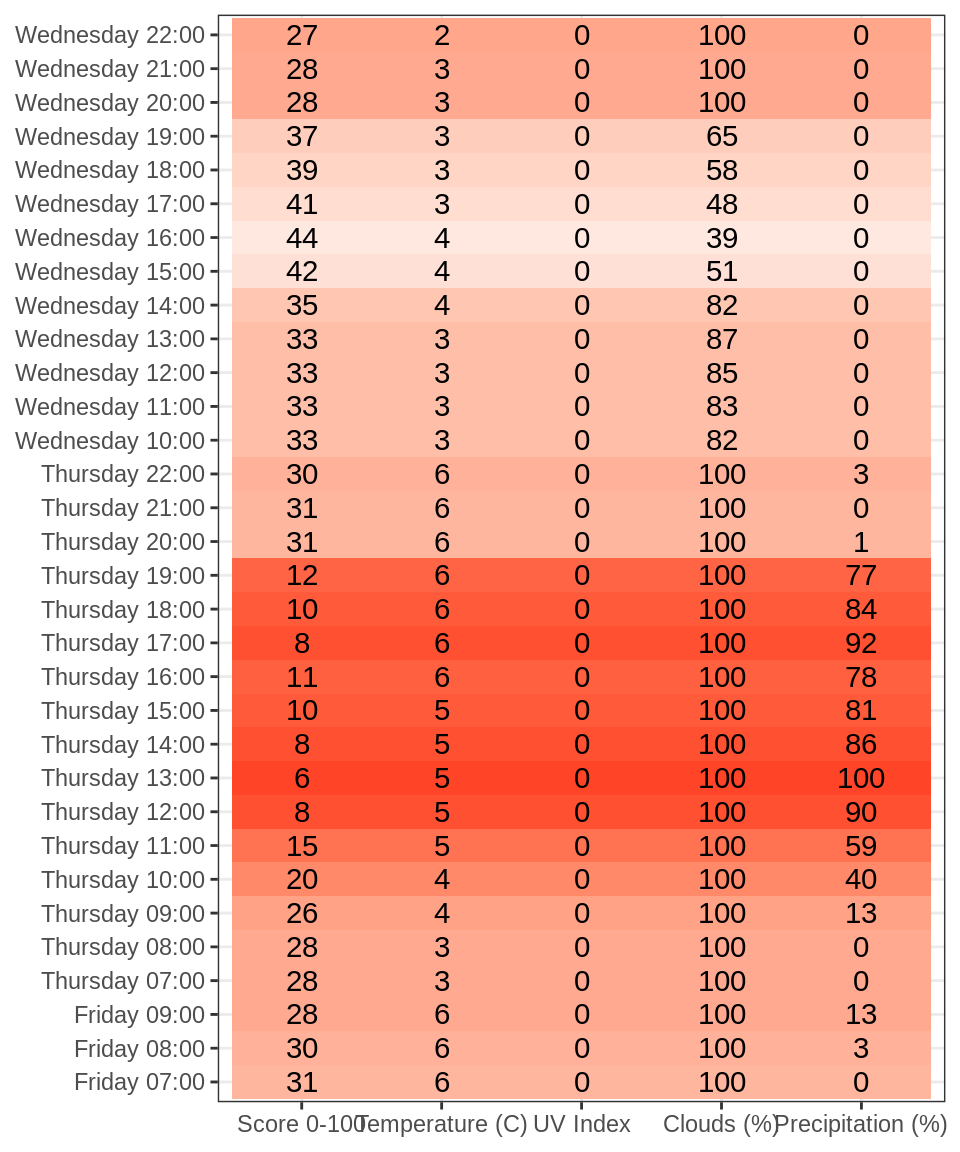 Wednesday 22:00 27 2 0 100 0
Wednesday 21:00 28 3 0 100 0
Wednesday 20:00 28 3 0 100 0
Wednesday 19:00 37 3 0 65 0
Wednesday 18:00 39 3 0 58 0
Wednesday 17:00 41 3 0 48 0
Wednesday 16:00 44 4 0 39 0
Wednesday 15:00 42 4 0 51 0
Wednesday 14:00 35 4 0 82 0
Wednesday 13:00 33 3 0 87 0
Wednesday 12:00 33 3 0 85 0
Wednesday 11:00 33 3 0 83 0
Wednesday 10:00 33 3 0 82 0
Thursday 22:00 30 6 0 100 3
Thursday 21:00 31 6 0 100 0
Thursday 20:00 31 6 0 100 1
Thursday 19:00 12 6 0 100 77
Thursday 18:00 10 6 0 100 84
Thursday 17:00 8 6 0 100 92
Thursday 16:00 11 6 0 100 78
Thursday 15:00 10 5 0 100 81
Thursday 14:00 8 5 0 100 86
Thursday 13:00 6 5 0 100 100
Thursday 12:00 8 5 0 100 90
Thursday 11:00 15 5 0 100 59
Thursday 10:00 20 4 0 100 40
Thursday 09:00 26 4 0 100 13
Thursday 08:00 28 3 0 100 0
Thursday 07:00 28 3 0 100 0
Friday 09:00 28 6 0 100 13
Friday 08:00 30 6 0 100 3
Friday 07:00 31 6 0 100 0
Score 0-100 Temperature (C) UV Index Clouds (%) Precipitation (%)